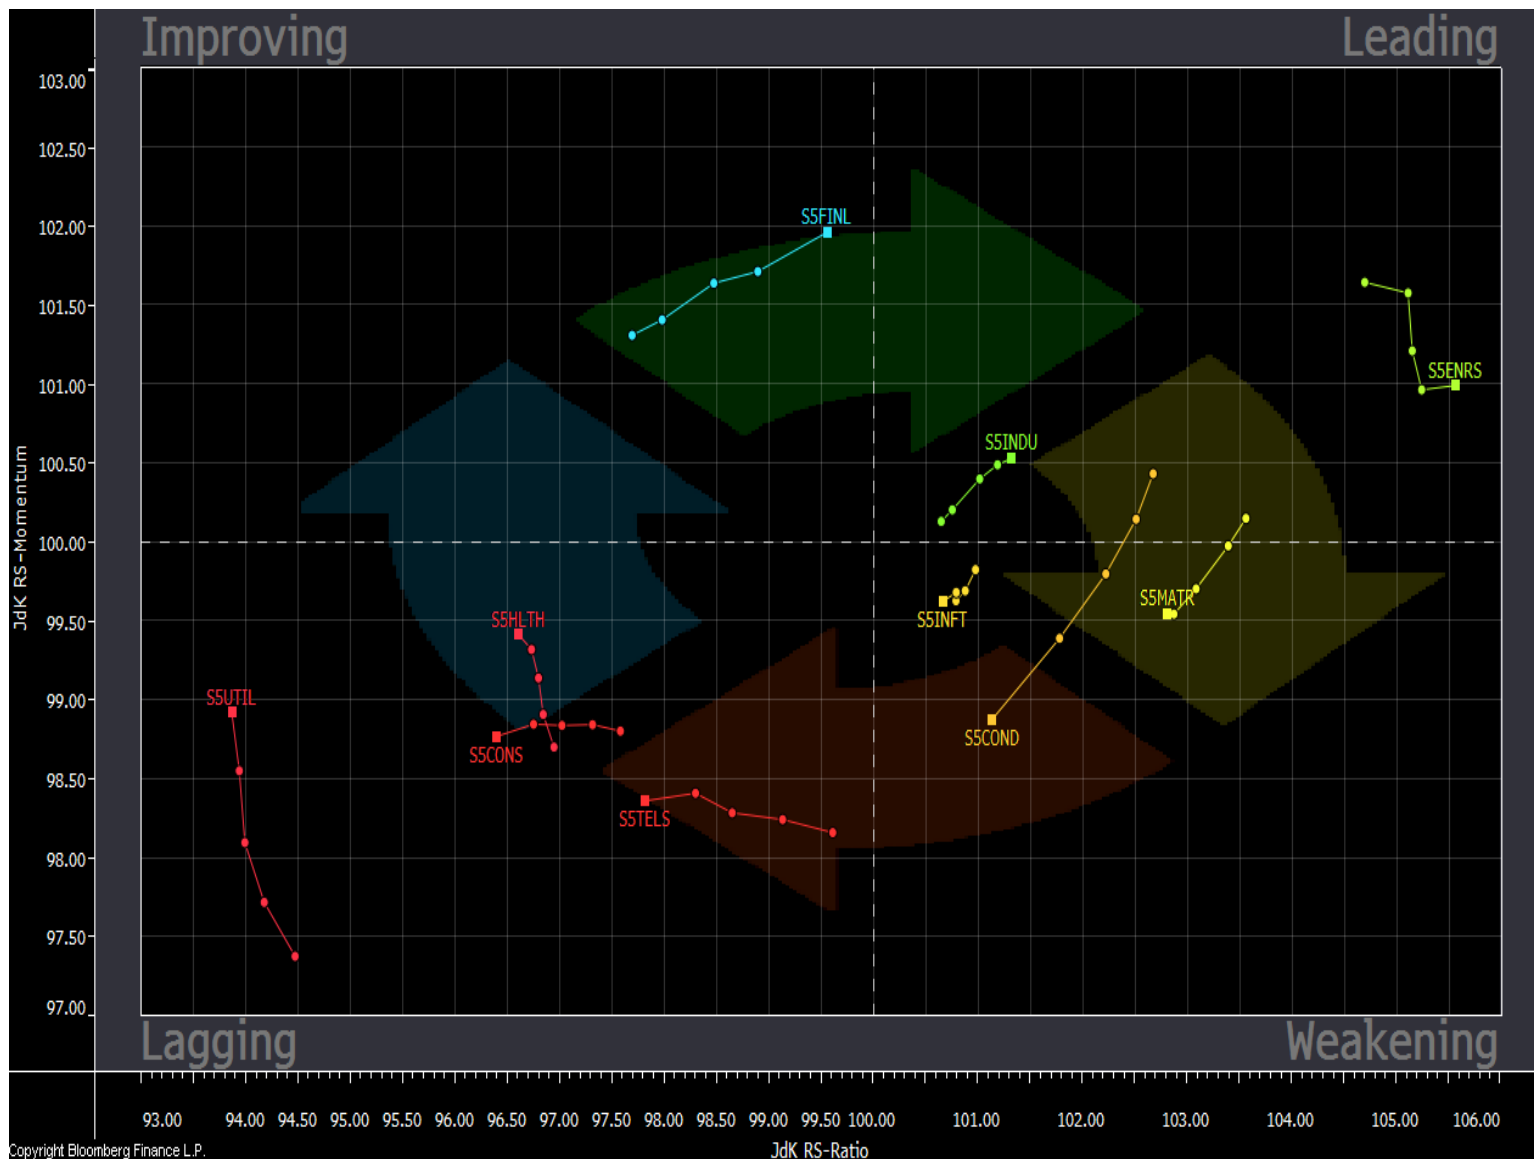 Improving
Leading
103.00
102.50
102.00
101.50
101.00
100.50
100.00
99.50
99.00
98.50
98.00
97.50
97.00
JdK RS-Momentum
S5FINL
S5ENRS
S5INDU
S5MATR
S5INFT
S5HLTH
S5UTIL
S5CONS
S5COND
S5TELS
Lagging
Weakening
93.00 94.00 94.50 95.00 95.50 96.00 96.50 97.00 97.50 98.00 98.50 99.00 99.50 100.00 101.00 102.00 103.00 104.00 105.00 106.00
JdK RS-Ratio
Copyright Bloomberg Finance L.P.